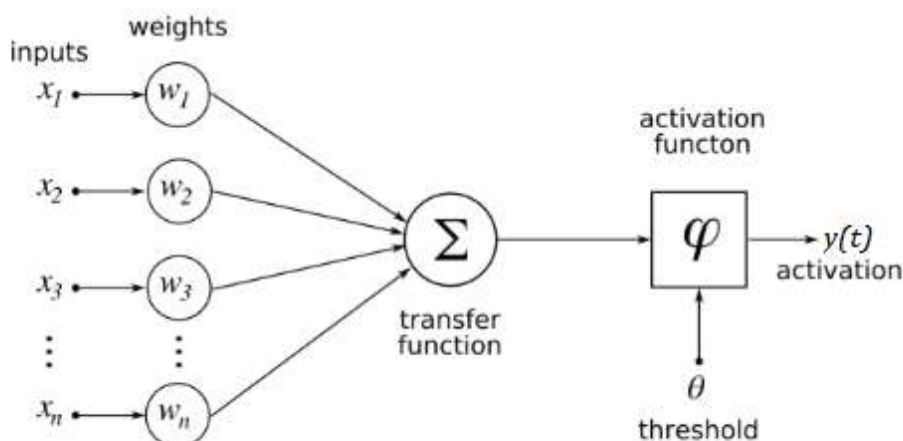 weights
inputs
x1
w1
x2
w2
x3
w3
⋮
⋮
xn
wn
Σ
transfer
function
activation
functon
φ
y(t)
activation
θ
threshold